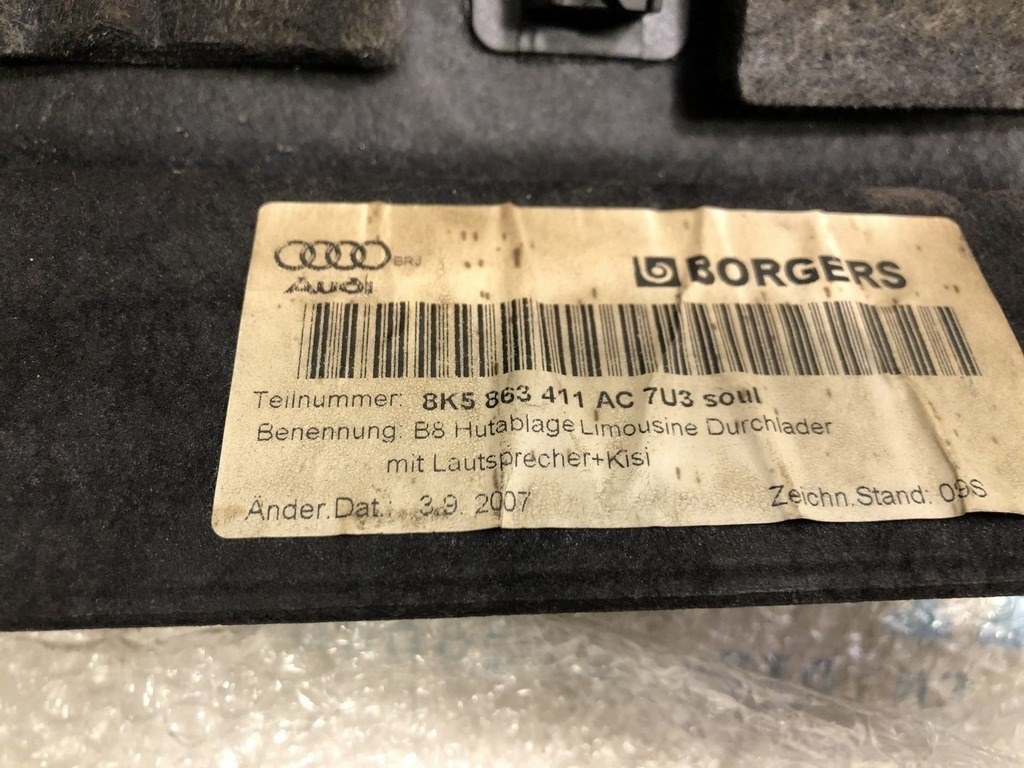 BRJ
Audi
BORGERS
Teilnummer: 8K5 863 411 AC 7U3 soul
Benennung: B8 Hutablage Limousine Durchlader
mit Lautsprecher+Kisi
Änder.Dat.: 3.9. 2007
Zeichn.Stand: 09S